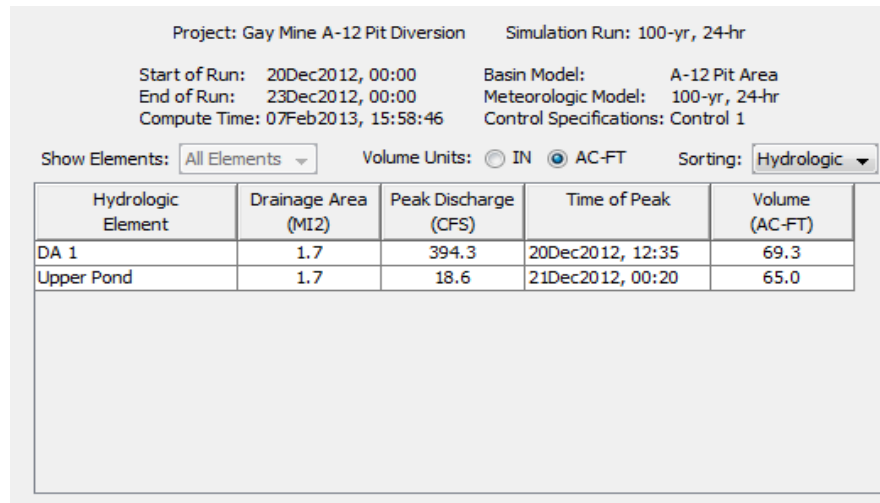 Project: Gay Mine A-12 Pit Diversion Simulation Run: 100-yr, 24-hr
Start of Run: 20Dec2012, 00:00 Basin Model: A-12 Pit Area
End of Run: 23Dec2012, 00:00 Meteorologic Model: 100-yr, 24-hr
Compute Time: 07Feb2013, 15:58:46 Control Specifications: Control 1
Show Elements: All Elements Volume Units: IN AC-FT Sorting: Hydrologic
Hydrologic Drainage Area Peak Discharge Time of Peak Volume
Element (MI2) (CFS) (AC-FT)
DA 1 1.7 394.3 20Dec2012, 12:35 69.3
Upper Pond 1.7 18.6 21Dec2012, 00:20 65.0